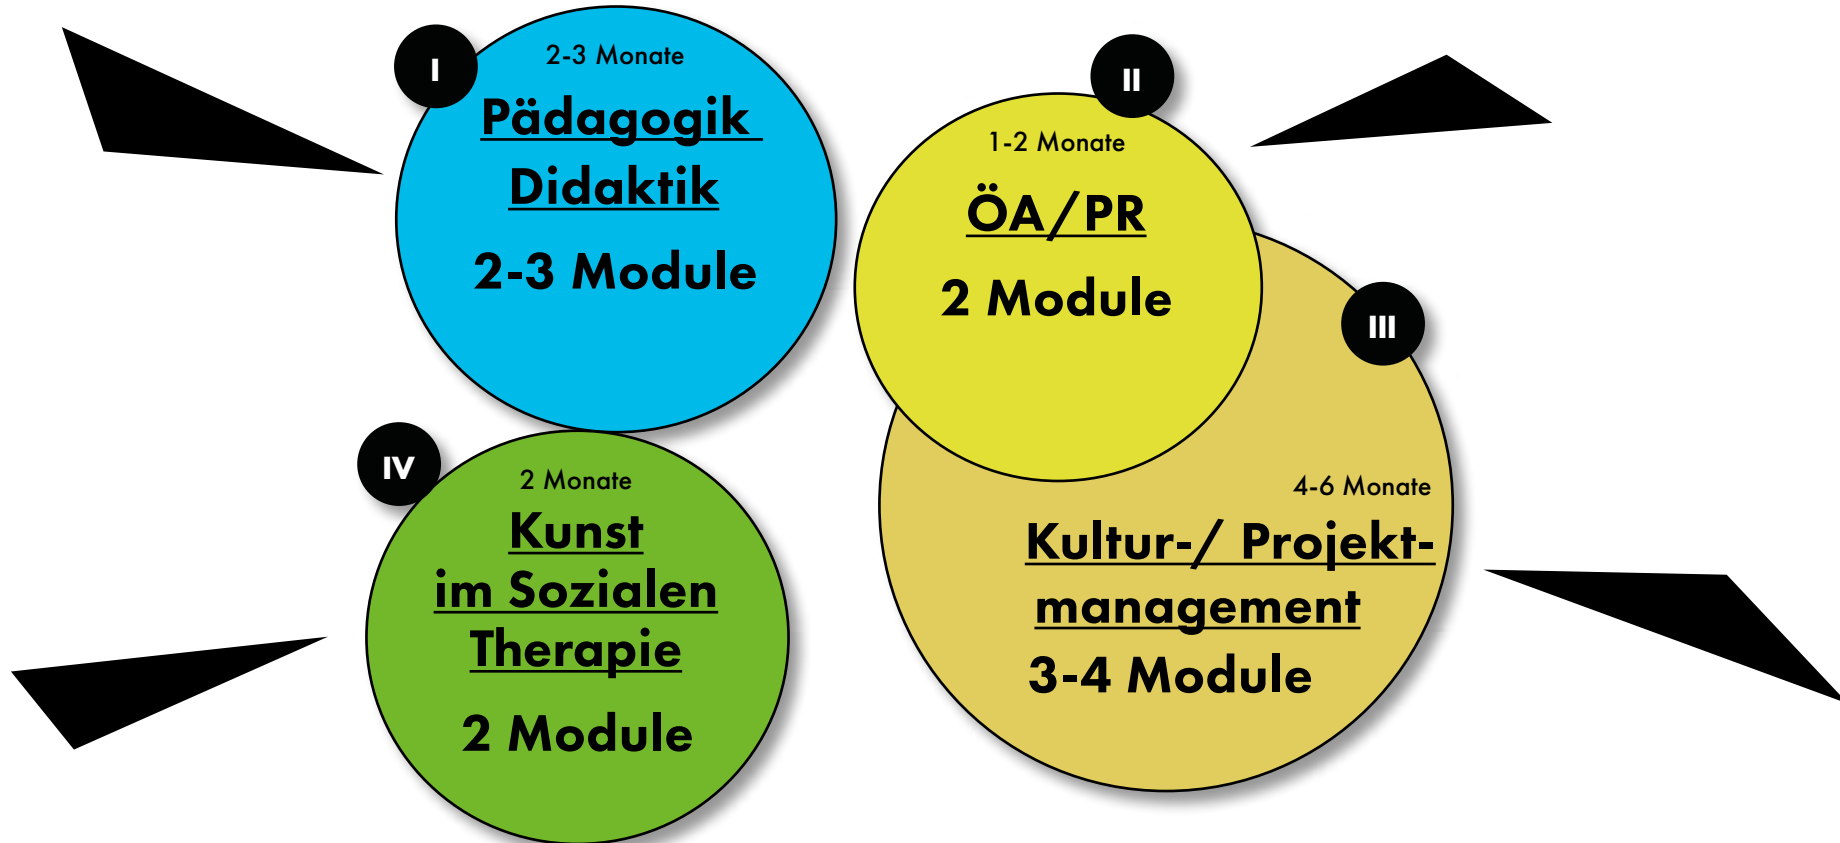 I
2-3 Monate
Pädagogik
Didaktik
2-3 Module
II
1-2 Monate
ÖA/PR
2 Module
III
4-6 Monate
Kultur-/ Projekt-
management
3-4 Module
IV
2 Monate
Kunst
im Sozialen
Therapie
2 Module